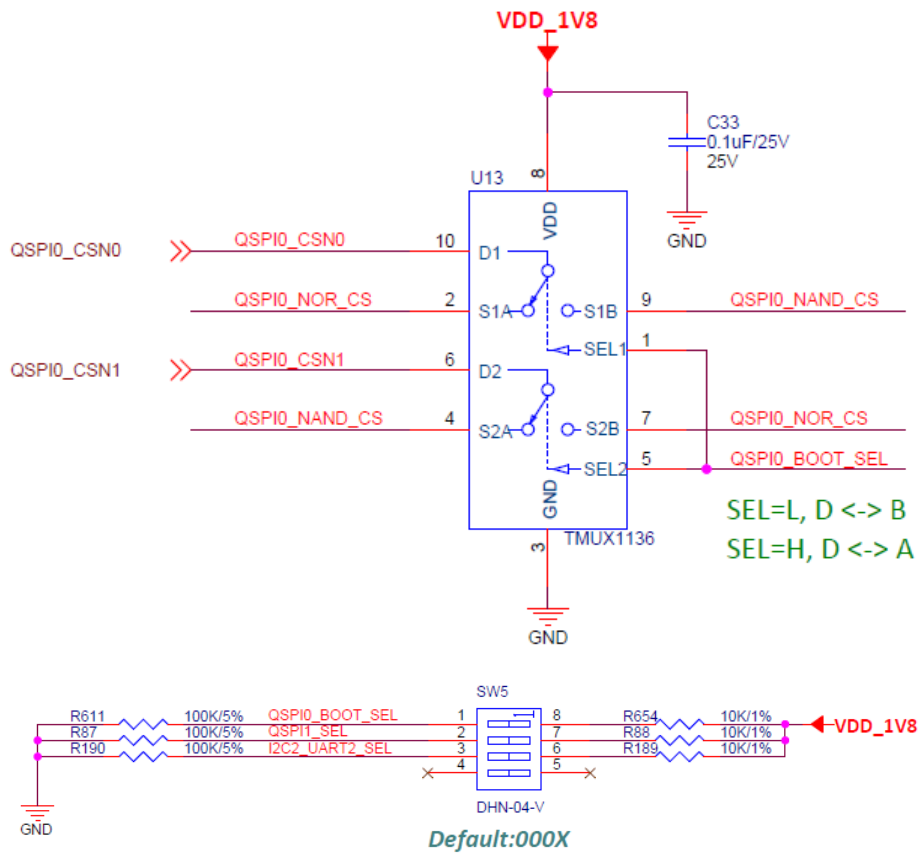 VDD_1V8
C33
0.1uF/25V
25V
GND
U13
8
VDD
QSPI0_CSN0
QSPI0_CSN0
10
D1
QSPI0_NOR_CS
2
S1A
S1B
9
QSPI0_NAND_CS
SEL1
1
QSPI0_CSN1
QSPI0_CSN1
6
D2
QSPI0_NAND_CS
4
S2A
S2B
7
QSPI0_NOR_CS
SEL2
5
QSPI0_BOOT_SEL
GND
3
TMUX1136
SEL=L, D <-> B
SEL=H, D <-> A
GND
SW5
R611 100K/5% QSPI0_BOOT_SEL 1 8 R654 10K/1%
R87 100K/5% QSPI1_SEL 2 7 R88 10K/1% VDD_1V8
R190 100K/5% I2C2_UART2_SEL 3 6 R189 10K/1%
4 5
DHN-04-V
GND
Default:000X